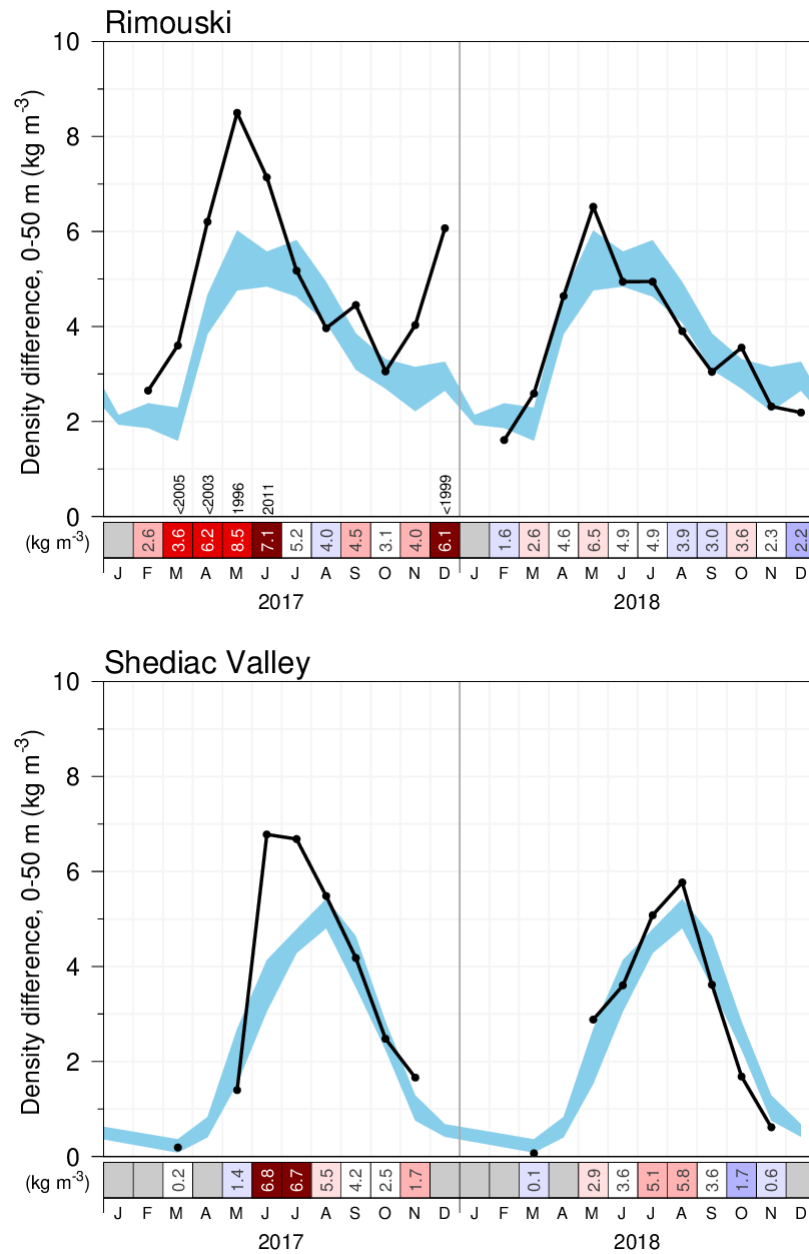 Rimouski
10
8
6
4
2
0
Density difference, 0-50 m (kg m-3)
<2005 <2003 1996 2011 <1999
(kg m-3) 2.6 3.6 6.2 8.5 7.1 5.2 4.0 4.5 3.1 4.0 6.1 1.6 2.6 4.6 6.5 4.9 4.9 3.9 3.0 3.6 2.3 2.2
J F M A M J J A S O N D J F M A M J J A S O N D
2017 2018
Shediac Valley
10
8
6
4
2
0
Density difference, 0-50 m (kg m-3)
(kg m-3) 0.2 1.4 6.8 6.7 5.5 4.2 2.5 1.7 0.1 2.9 3.6 5.1 5.8 3.6 1.7 0.6
J F M A M J J A S O N D J F M A M J J A S O N D
2017 2018